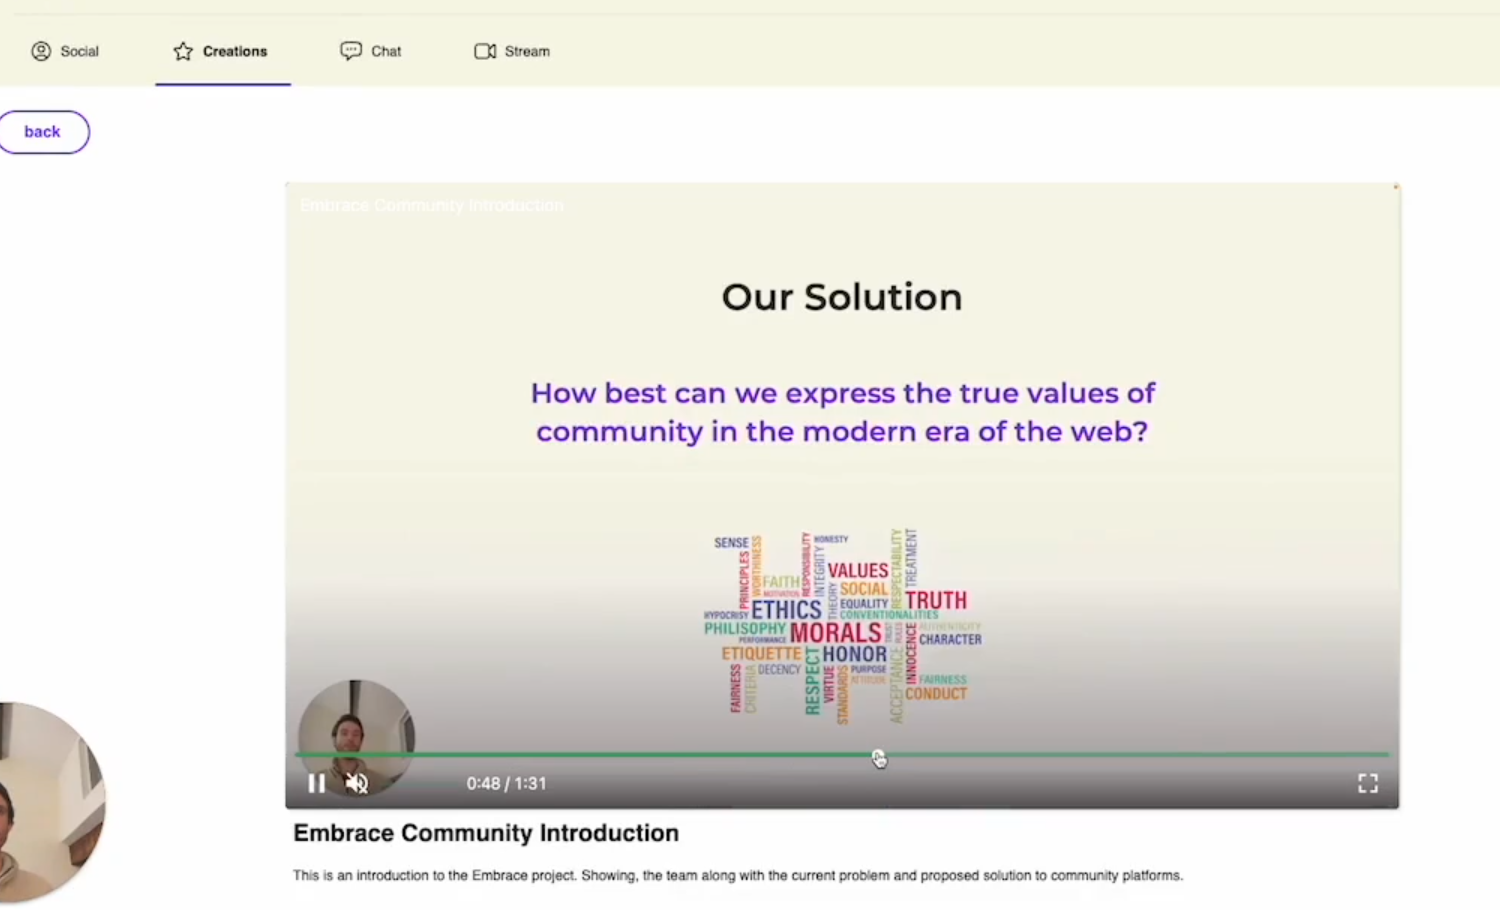 Social
Creations
Chat
Stream
back
Embrace Community Introduction
Our Solution
How best can we express the true values of
community in the modern era of the web?
SENSE
PRINCIPLES
WORTHINESS
FAITH
MOTIVATION
RESPONSIBILITY
HONESTY
INTEGRITY
VALUES
SOCIAL
RESPECTABILITY
TREATMENT
HYPOCRISY
ETHICS
THEORY
EQUALITY
TRUTH
CONVENTIONALITIES
PHILISOPHY
PERFORMANCE
MORALS
TRUST
RULES
AUTHENTICITY
CHARACTER
ETIQUETTE
HONOR
INNOCENCE
DECENCY
PURPOSE
ATTITUDE
FAIRNESS
CRITERIA
RESPECT
VIRTUE
STANDARDS
ACCEPTANCE
FAIRNESS
CONDUCT
0:48 / 1:31
Embrace Community Introduction
This is an introduction to the Embrace project. Showing, the team along with the current problem and proposed solution to community platforms.